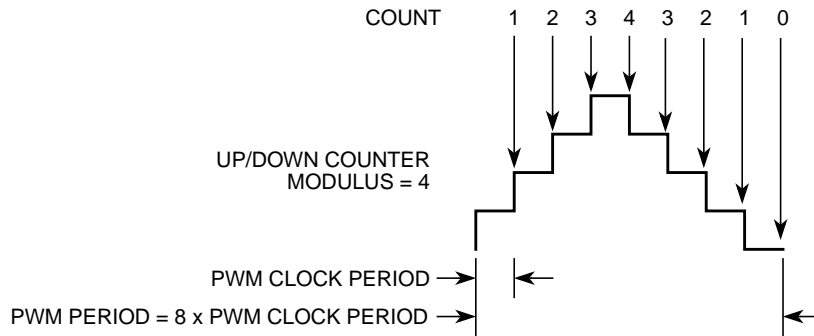 COUNT 1 2 3 4 3 2 1 0
UP/DOWN COUNTER
MODULUS = 4
PWM CLOCK PERIOD
PWM PERIOD = 8 x PWM CLOCK PERIOD